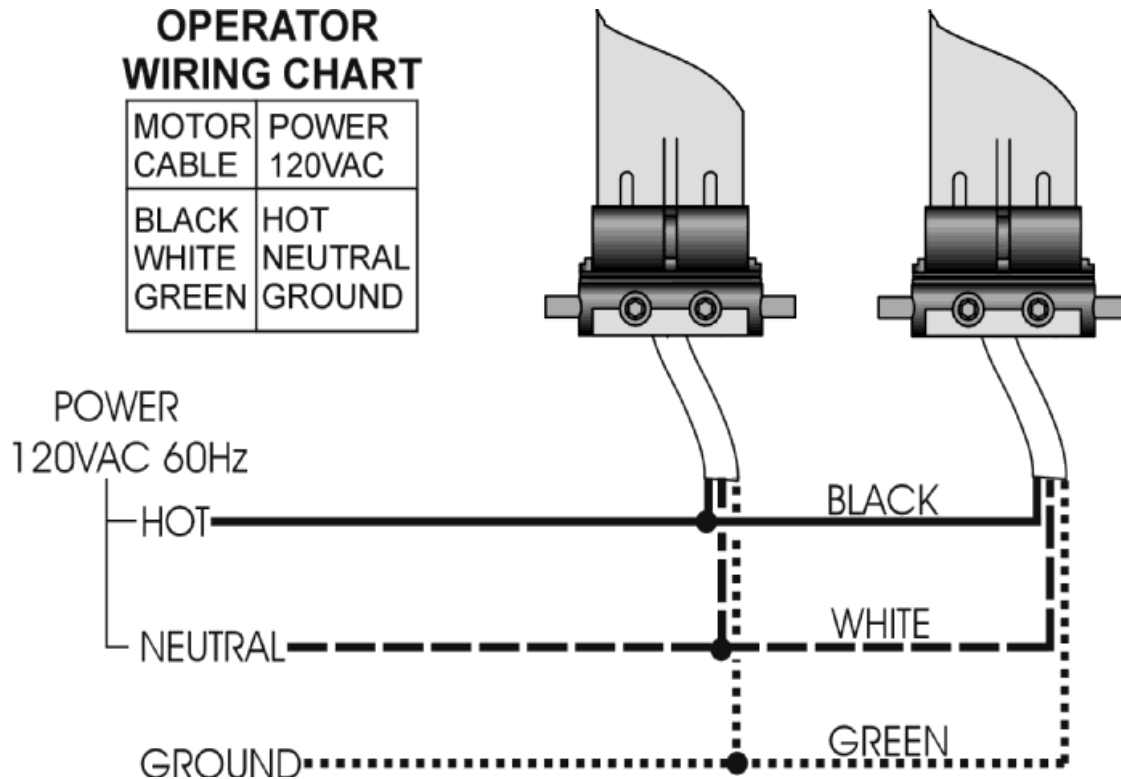 OPERATOR
WIRING CHART
MOTOR CABLE POWER 120VAC
BLACK HOT
WHITE NEUTRAL
GREEN GROUND
POWER
120VAC 60Hz
HOT
BLACK
NEUTRAL
WHITE
GROUND
GREEN